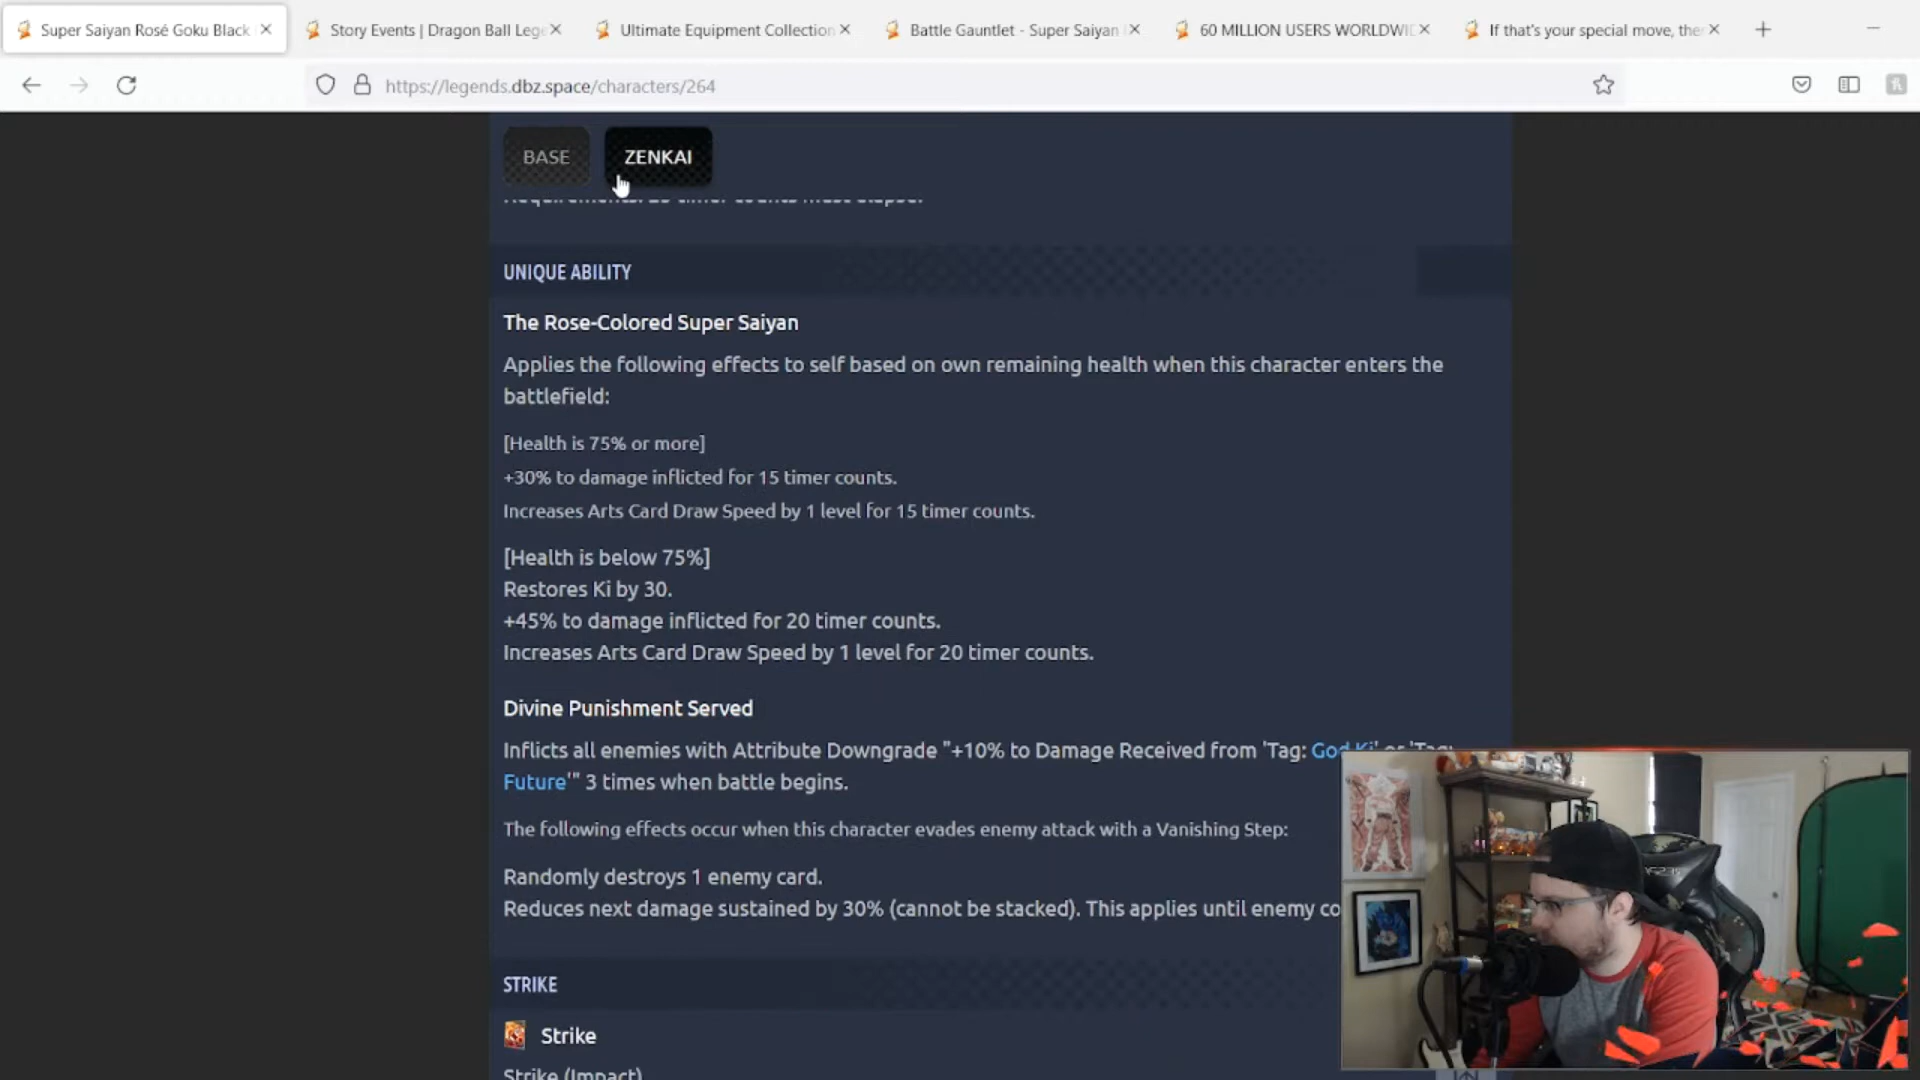 Super Saiyan Rosé Goku Black
Story Events | Dragon Ball Lege
Ultimate Equipment Collection
Battle Gauntlet - Super Saiyan
60 MILLION USERS WORLDWI
If that's your special move, the
https://legends.dbz.space/characters/264
BASE
ZENKAI
UNIQUE ABILITY
The Rose-Colored Super Saiyan
Applies the following effects to self based on own remaining health when this character enters the
battlefield:
[Health is 75% or more]
+30% to damage inflicted for 15 timer counts.
Increases Arts Card Draw Speed by 1 level for 15 timer counts.
[Health is below 75%]
Restores Ki by 30.
+45% to damage inflicted for 20 timer counts.
Increases Arts Card Draw Speed by 1 level for 20 timer counts.
Divine Punishment Served
Inflicts all enemies with Attribute Downgrade "+10% to Damage Received from 'Tag: God Ki' or 'Tag:
Future'" 3 times when battle begins.
The following effects occur when this character evades enemy attack with a Vanishing Step:
Randomly destroys 1 enemy card.
Reduces next damage sustained by 30% (cannot be stacked). This applies until enemy co
STRIKE
Strike
Strike (Impact)